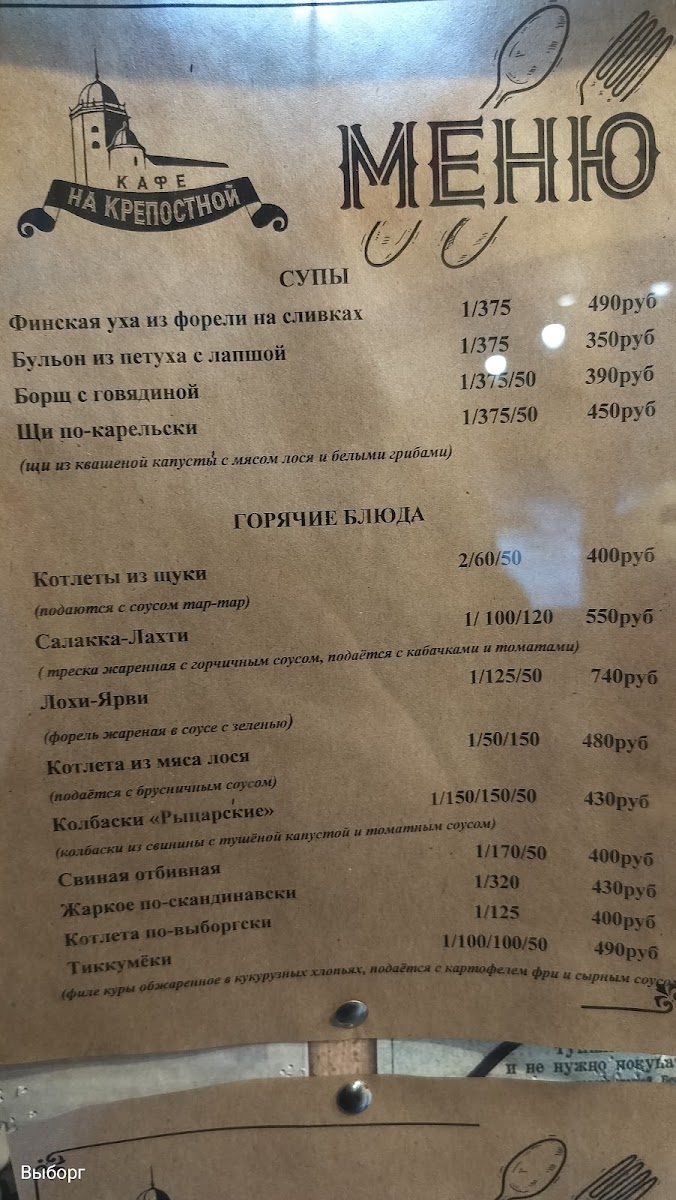 КАФЕ
НА КРЕПОСТНОЙ
МЕНЮ
СУПЫ
Финская уха из форели на сливках 1/375 490руб
Бульон из петуха с лапшой 1/375 350руб
Борщ с говядиной 1/375/50 390руб
Щи по-карельски 1/375/50 450руб
(щи из квашеной капусты с мясом лося и белыми грибами)
ГОРЯЧИЕ БЛЮДА
Котлеты из щуки 2/60/50 400руб
(подаются с соусом тар-тар)
Салакка-Лахти 1/ 100/120 550руб
( треска жаренная с горчичным соусом, подаётся с кабачками и томатами)
Лохи-Ярви 1/125/50 740руб
(форель жареная в соусе с зеленью)
Котлета из мяса лося 1/50/150 480руб
(подаётся с брусничным соусом)
Колбаски «Рыцарские» 1/150/150/50 430руб
(колбаски из свинины с тушёной капустой и томатным соусом)
Свиная отбивная 1/170/50 400руб
Жаркое по-скандинавски 1/320 430руб
Котлета по-выборгски 1/125 400руб
Тиккумёки 1/100/100/50 490руб
(филе куры обжаренное в кукурузных хлопьях, подаётся с картофелем фри и сырным соусо
и не нужно
Выборг